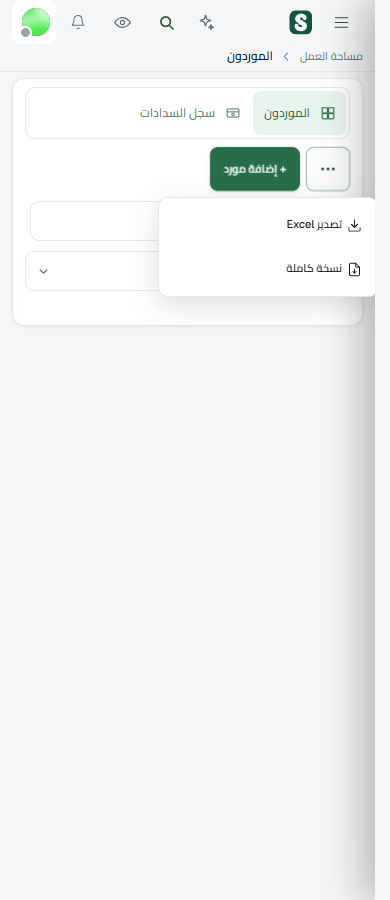 S
مساحة العمل
الموردون
الموردون
سجل السدادات
+ إضافة مورد
تصدير Excel
نسخة كاملة